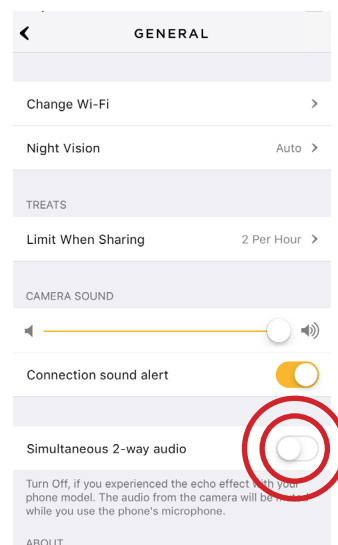 GENERAL
Change Wi-Fi
Night Vision Auto
TREATS
Limit When Sharing 2 Per Hour
CAMERA SOUND
Connection sound alert
Simultaneous 2-way audio
Turn Off, if you experienced the echo effect with your
phone model. The audio from the camera will be muted
while you use the phone's microphone.
ABOUT